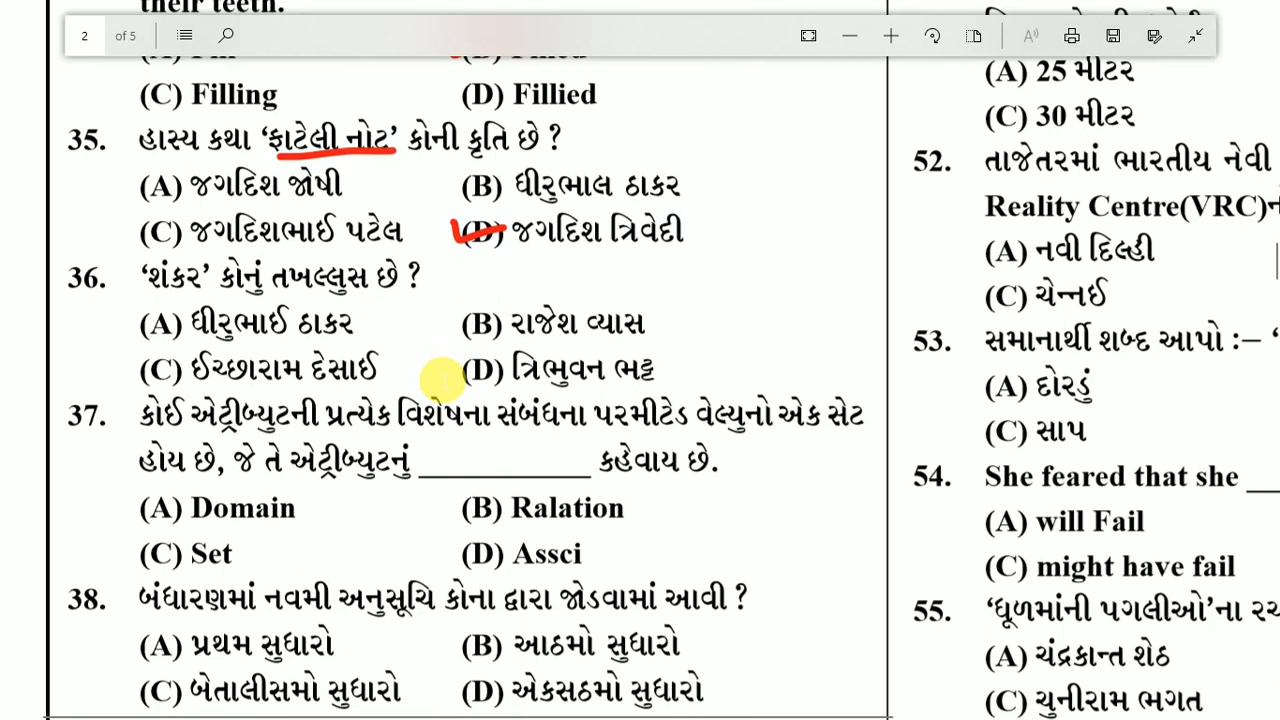 their teeth.
2 of 5
(C) Filling (D) Fillied
35. હાસ્ય કથા 'ફાટેલી નોટ' કોની કૃતિ છે ?
(A) જગદિશ જોષી (B) ધીરુભાલ ઠાકર
(C) જગદિશભાઈ પટેલ (D) જગદિશ ત્રિવેદી
36. 'શંકર' કોનું તખલ્લુસ છે ?
(A) ધીરુભાઈ ઠાકર (B) રાજેશ વ્યાસ
(C) ઈચ્છારામ દેસાઈ (D) ત્રિભુવન ભટ્ટ
37. કોઈ એટ્રીબ્યુટની પ્રત્યેક વિશેષના સંબંધના પરમીટેડ વેલ્યુનો એક સેટ
હોય છે, જે તે એટ્રીબ્યુટનું ____________ કહેવાય છે.
(A) Domain (B) Ralation
(C) Set (D) Assci
38. બંધારણમાં નવમી અનુસૂચિ કોના દ્વારા જોડવામાં આવી ?
(A) પ્રથમ સુધારો (B) આઠમો સુધારો
(C) બેતાલીસમો સુધારો (D) એકસઠમો સુધારો
(A) 25 મીટર
(C) 30 મીટર
52. તાજેતરમાં ભારતીય નેવી
Reality Centre(VRC)
(A) નવી દિલ્હી
(C) ચેન્નઈ
53. સમાનાર્થી શબ્દ આપો :– '
(A) દોરડું
(C) સાપ
54. She feared that she ___
(A) will Fail
(C) might have fail
55. 'ધૂળમાંની પગલીઓ'ના
(A) ચંદ્રકાન્ત શેઠ
(C) ચુનીરામ ભગત